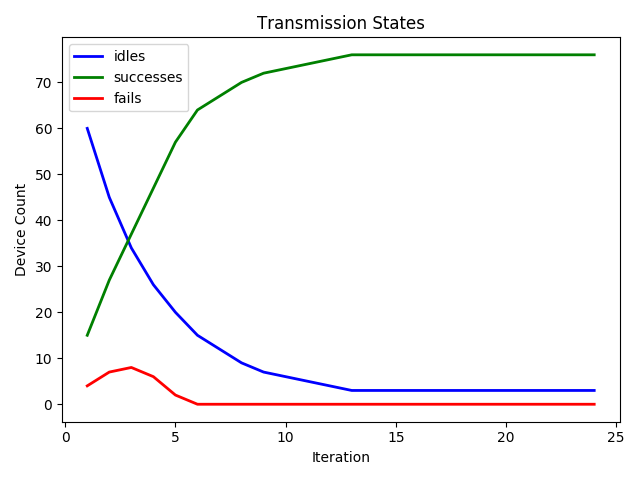 Transmission States
idles
successes
fails
Device Count
70
60
50
40
30
20
10
0
0 5 10 15 20 25
Iteration